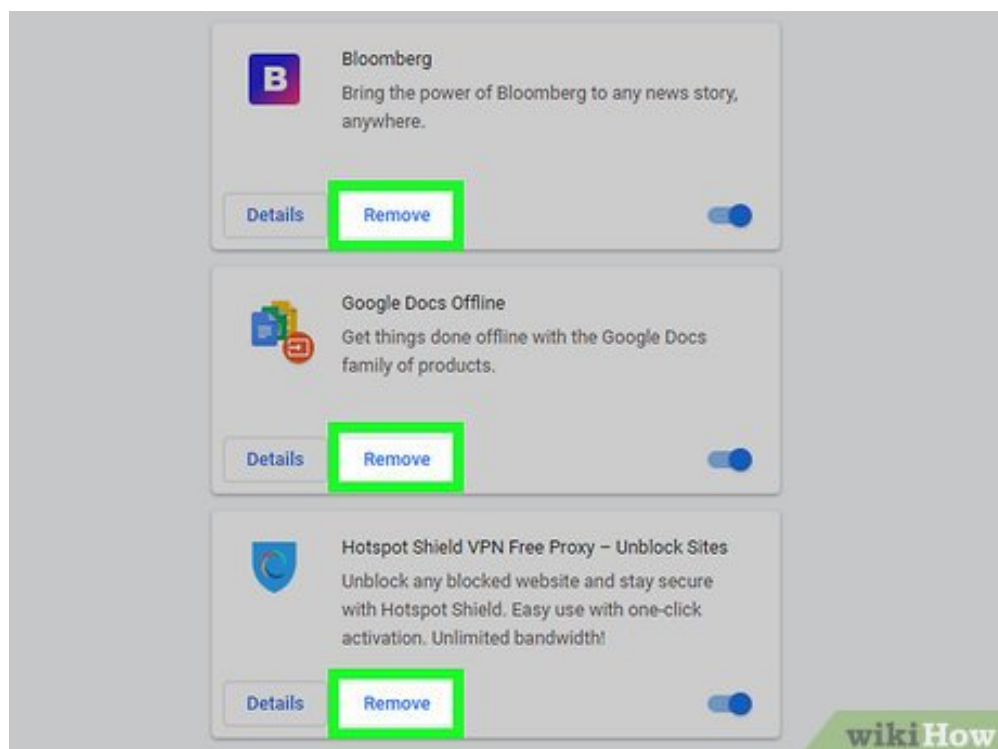 B
Bloomberg
Bring the power of Bloomberg to any news story,
anywhere.
Details Remove
Google Docs Offline
Get things done offline with the Google Docs
family of products.
Details Remove
Hotspot Shield VPN Free Proxy – Unblock Sites
Unblock any blocked website and stay secure
with Hotspot Shield. Easy use with one-click
activation. Unlimited bandwidth!
Details Remove
wikiHow